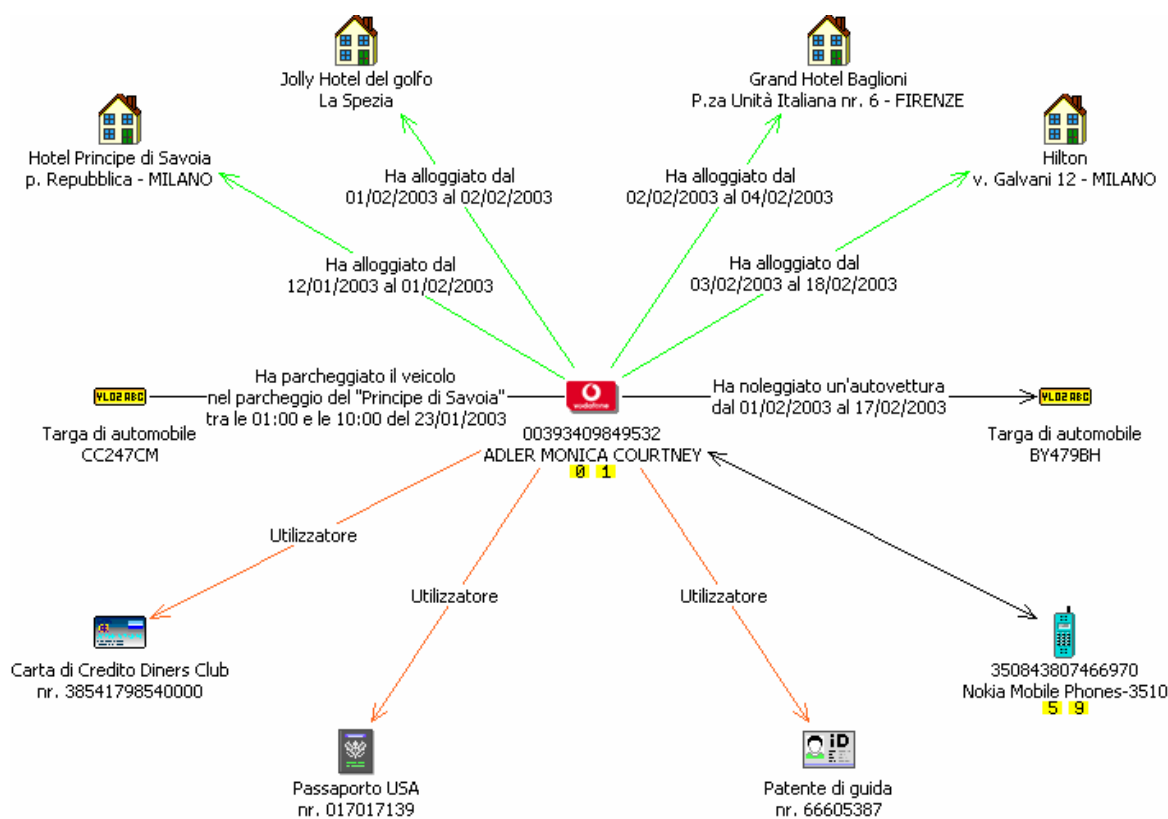 Jolly Hotel del golfo
La Spezia
Grand Hotel Baglioni
P.za Unità Italiana nr. 6 - FIRENZE
Hotel Principe di Savoia
p. Repubblica - MILANO
Hilton
v. Galvani 12 - MILANO
Ha alloggiato dal
01/02/2003 al 02/02/2003
Ha alloggiato dal
02/02/2003 al 04/02/2003
Ha alloggiato dal
12/01/2003 al 01/02/2003
Ha alloggiato dal
03/02/2003 al 18/02/2003
YL02 ABC
Ha parcheggiato il veicolo
nel parcheggio del "Principe di Savoia"
tra le 01:00 e le 10:00 del 23/01/2003
vodafone
Ha noleggiato un'autovettura
dal 01/02/2003 al 17/02/2003
YL02 ABC
Targa di automobile
CC247CM
00393409849532
ADLER MONICA COURTNEY
0 1
Targa di automobile
BY479BH
Utilizzatore
Utilizzatore
Utilizzatore
Carta di Credito Diners Club
nr. 38541798540000
350843807466970
Nokia Mobile Phones-3510
5 9
iD
Passaporto USA
nr. 017017139
Patente di guida
nr. 66605387